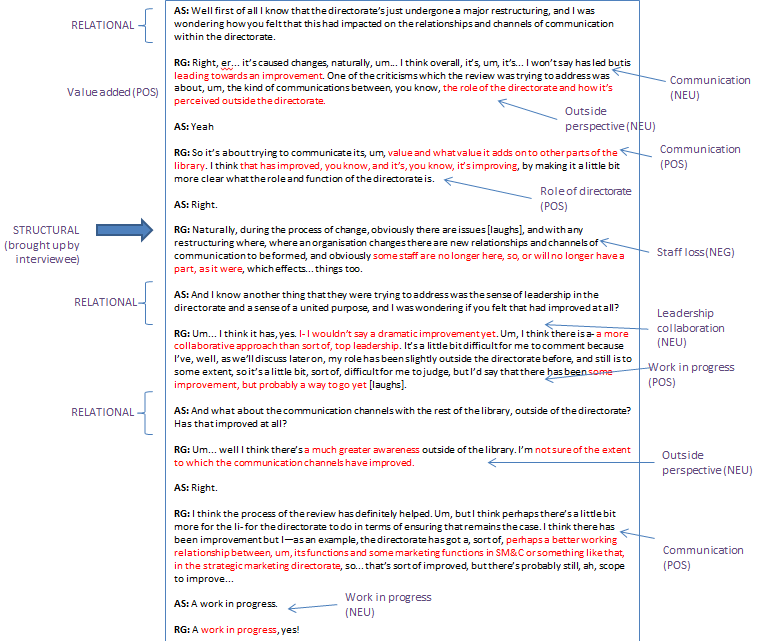 RELATIONAL
AS: Well first of all I know that the directorate's just undergone a major restructuring, and I was
wondering how you felt that this had impacted on the relationships and channels of communication
within the directorate.
RG: Right, er... it's caused changes, naturally, um... I think overall, it's, um, it's... I won't say has led but is
leading towards an improvement. One of the criticisms which the review was trying to address was
about, um, the kind of communications between, you know, the role of the directorate and how it's
perceived outside the directorate.
Value added (POS)
Communication
(NEU)
Outside
perspective (NEU)
AS: Yeah
RG: So it's about trying to communicate its, um, value and what value it adds on to other parts of the
library. I think that has improved, you know, and it's, you know, it's improving, by making it a little bit
more clear what the role and function of the directorate is.
Communication
(POS)
Role of directorate
(POS)
AS: Right.
STRUCTURAL
(brought up by
interviewee)
RG: Naturally, during the process of change, obviously there are issues [laughs], and with any
restructuring where, where an organisation changes there are new relationships and channels of
communication to be formed, and obviously some staff are no longer here, so, or will no longer have a
part, as it were, which effects... things too.
Staff loss (NEG)
RELATIONAL
AS: And I know another thing that they were trying to address was the sense of leadership in the
directorate and a sense of a united purpose, and I was wondering if you felt that had improved at all?
Leadership
collaboration
(NEU)
RG: Um... I think it has, yes. I- I wouldn't say a dramatic improvement yet. Um, I think there is a- a more
collaborative approach than sort of, top leadership. It's a little bit difficult for me to comment because
I've, well, as we'll discuss later on, my role has been slightly outside the directorate before, and still is to
some extent, so it's a little bit, sort of, difficult for me to judge, but I'd say that there has been some
improvement, but probably a way to go yet [laughs].
Work in progress
(POS)
RELATIONAL
AS: And what about the communication channels with the rest of the library, outside of the directorate?
Has that improved at all?
RG: Um... well I think there's a much greater awareness outside of the library. I'm not sure of the extent
to which the communication channels have improved.
Outside
perspective (NEU)
AS: Right.
RG: I think the process of the review has definitely helped. Um, but I think perhaps there's a little bit
more for the li- for the directorate to do in terms of ensuring that remains the case. I think there has
been improvement but I—as an example, the directorate has got a, sort of, perhaps a better working
relationship between, um, its functions and some marketing functions in SM&C or something like that,
in the strategic marketing directorate, so... that's sort of improved, but there's probably still, ah, scope
to improve...
Communication
(POS)
AS: A work in progress.
Work in progress
(NEU)
RG: A work in progress, yes!